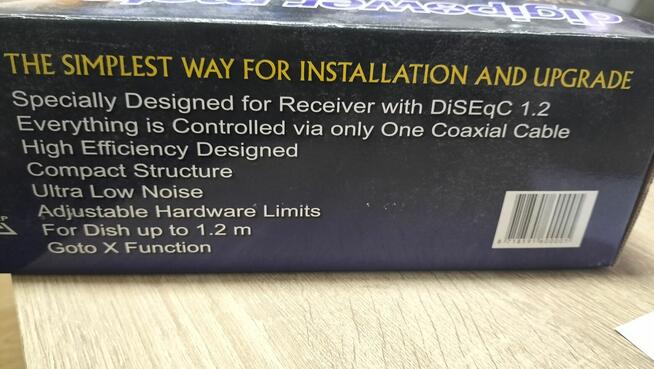 digipower
THE SIMPLEST WAY FOR INSTALLATION AND UPGRADE
Specially Designed for Receiver with DiSEqC 1.2
Everything is Controlled via only One Coaxial Cable
High Efficiency Designed
Compact Structure
Ultra Low Noise
Adjustable Hardware Limits
For Dish up to 1.2 m
Goto X Function